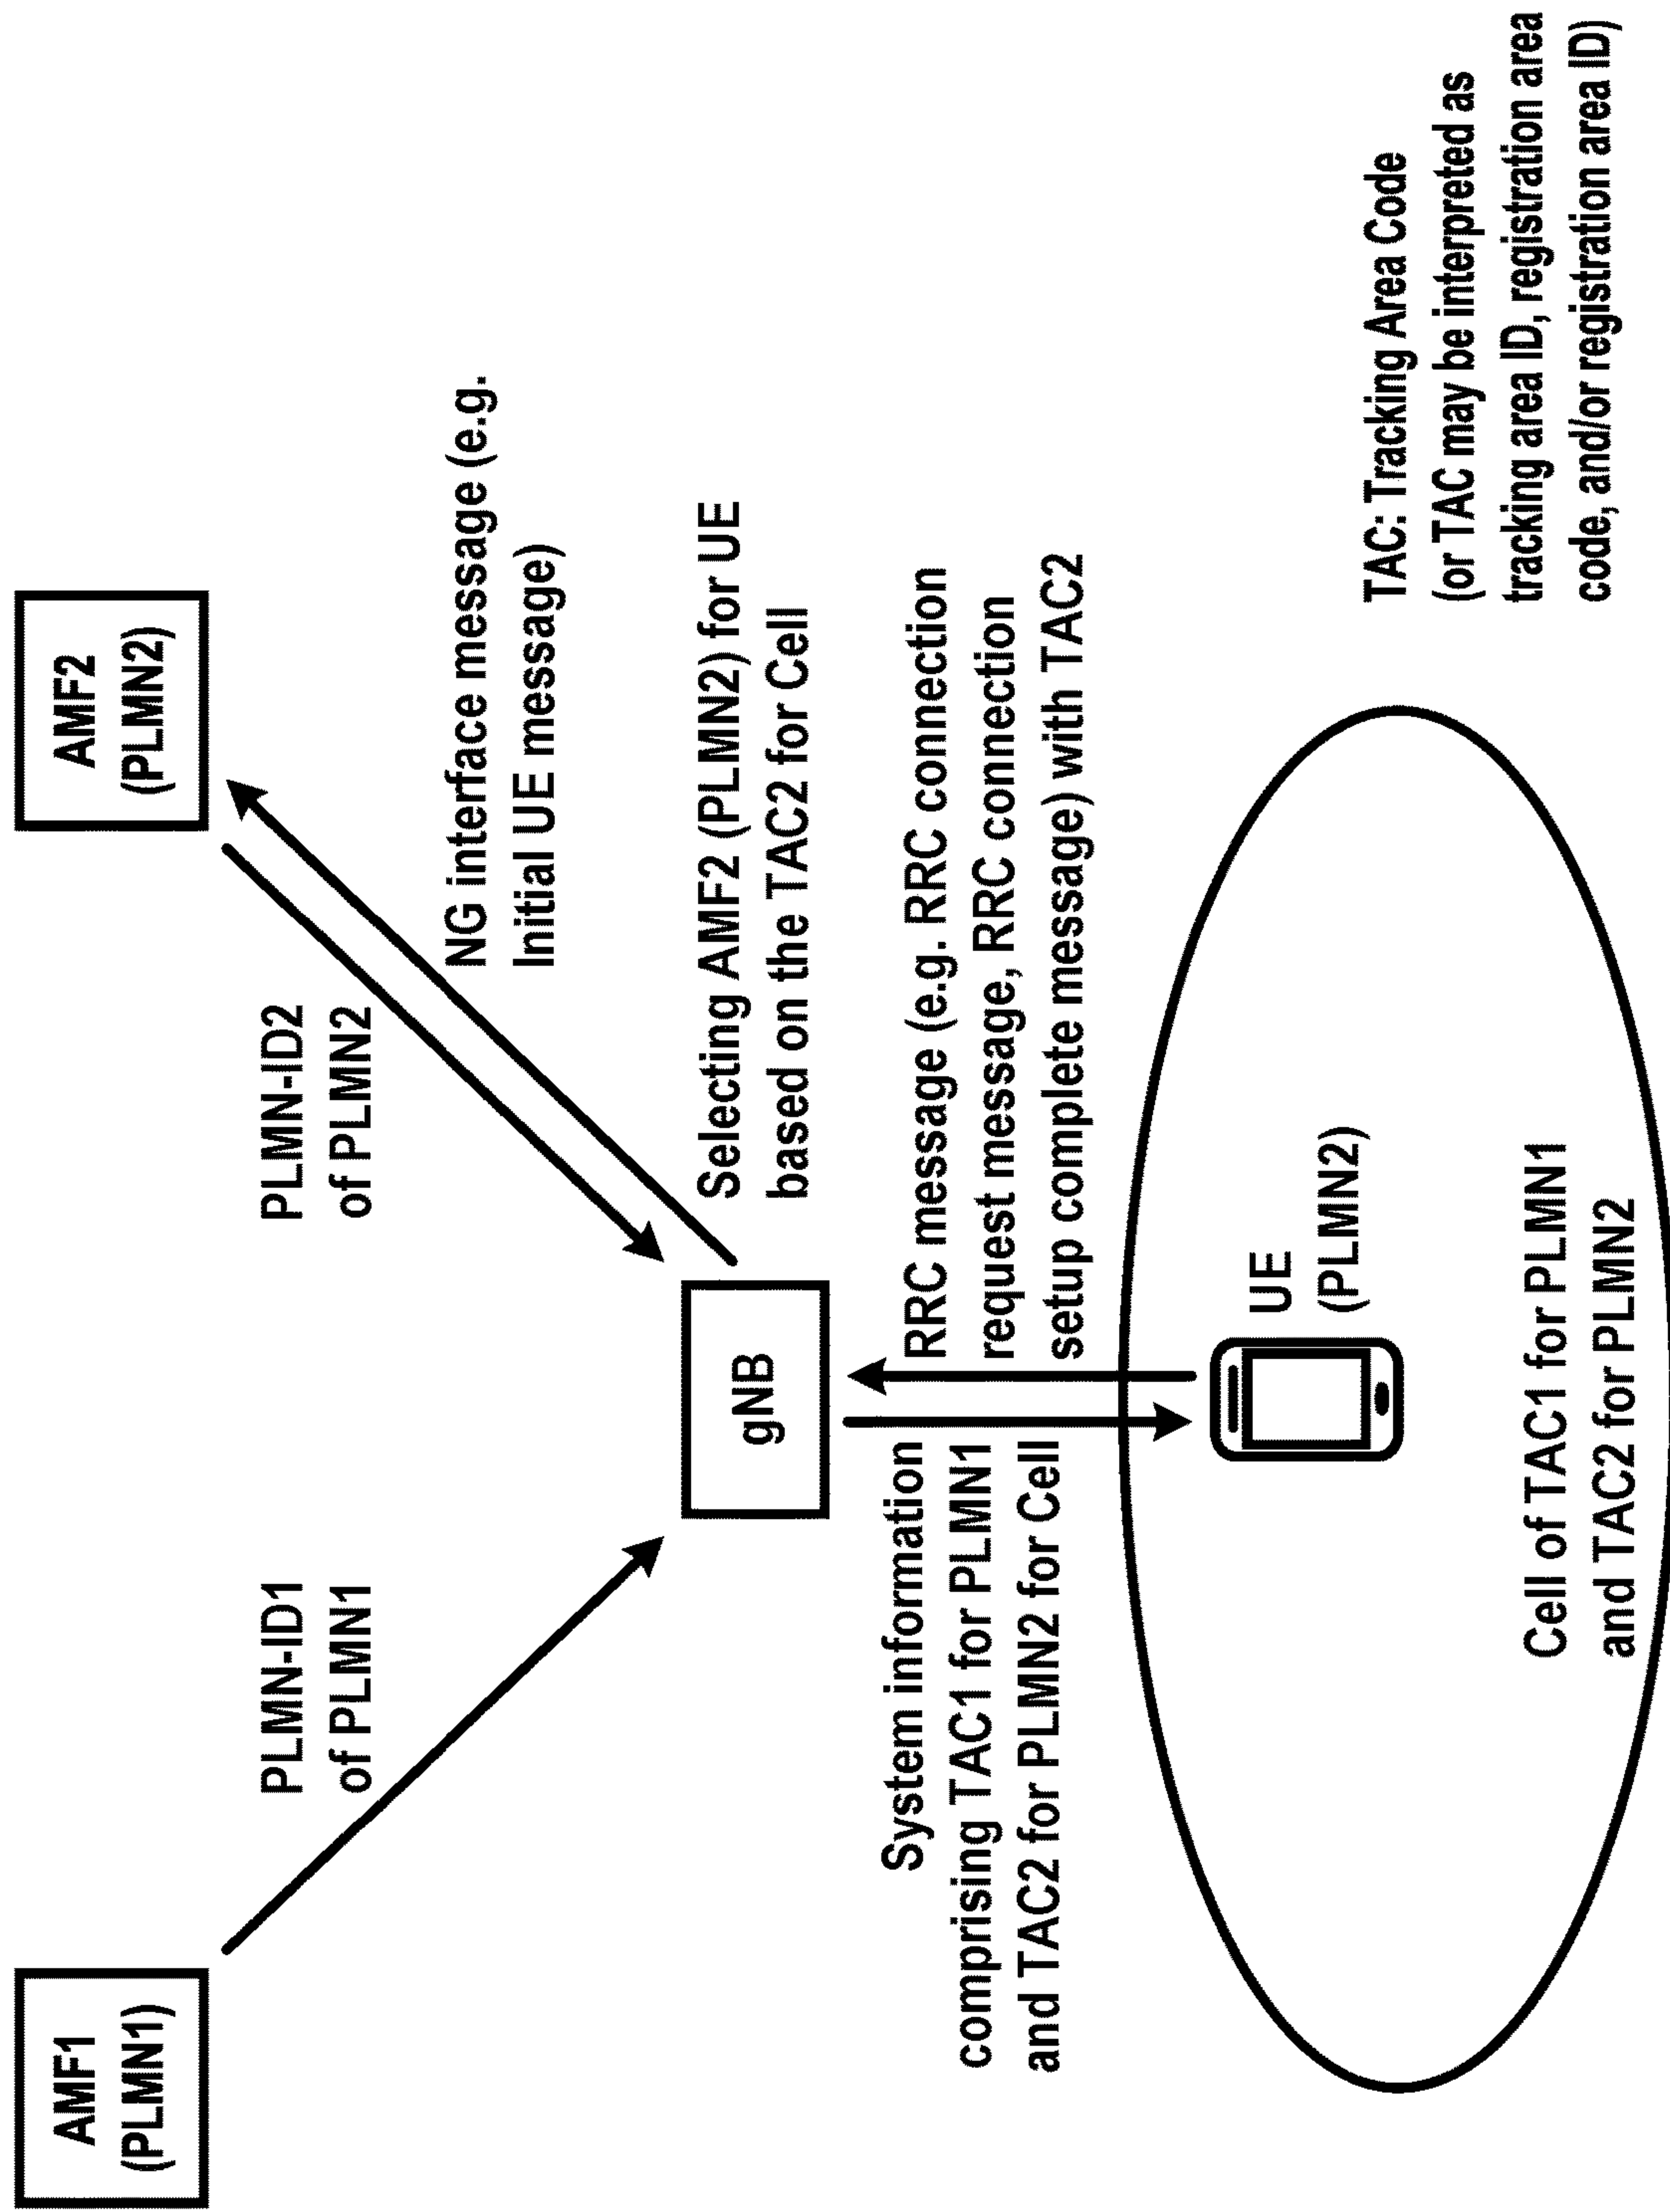 AMF1
(PLMN1)
AMF2
(PLMN2)
PLMN-ID1
of PLMN1
PLMN-ID2
of PLMN2
NG interface message (e.g.
Initial UE message)
gNB
Selecting AMF2 (PLMN2) for UE
based on the TAC2 for Cell
System information
comprising TAC1 for PLMN1
and TAC2 for PLMN2 for Cell
RRC message (e.g. RRC connection
request message, RRC connection
setup complete message) with TAC2
UE
(PLMN2)
Cell of TAC1 for PLMN1
and TAC2 for PLMN2
TAC: Tracking Area Code
(or TAC may be interpreted as
tracking area ID, registration area
code, and/or registration area ID)